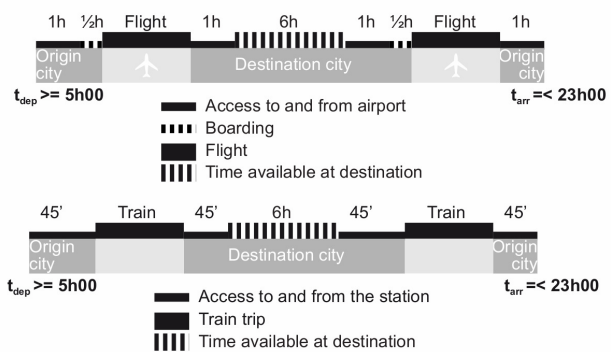 1h ½h Flight 1h 6h 1h ½h Flight 1h
Origin city Destination city Origin city
t_dep >= 5h00 t_arr =< 23h00
Access to and from airport
Boarding
Flight
Time available at destination
45’ Train 45’ 6h 45’ Train 45’
Origin city Destination city Origin city
t_dep >= 5h00 t_arr =< 23h00
Access to and from the station
Train trip
Time available at destination